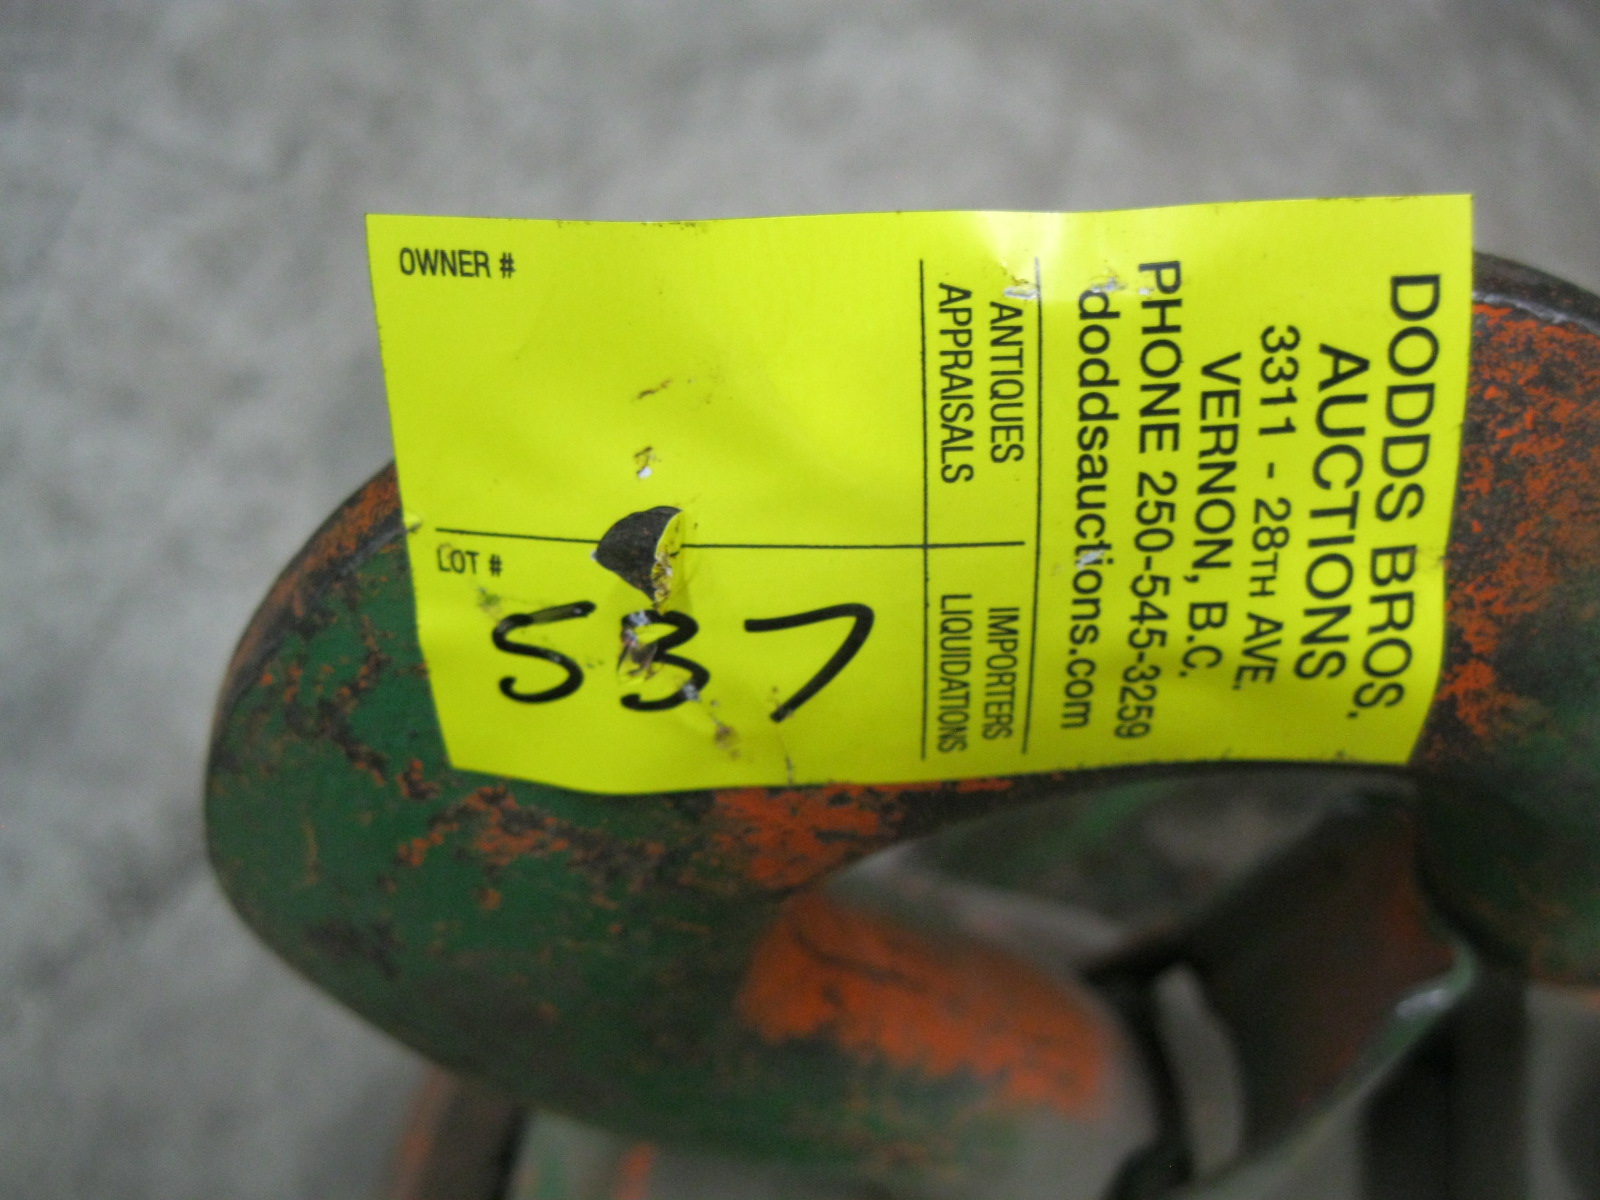 DODDS BROS.
AUCTIONS
3311 - 28TH AVE.
VERNON, B.C.
PHONE 250-545-3259
doddsauctions.com
ANTIQUES IMPORTERS
APPRAISALS LIQUIDATIONS
OWNER #
LOT #
537